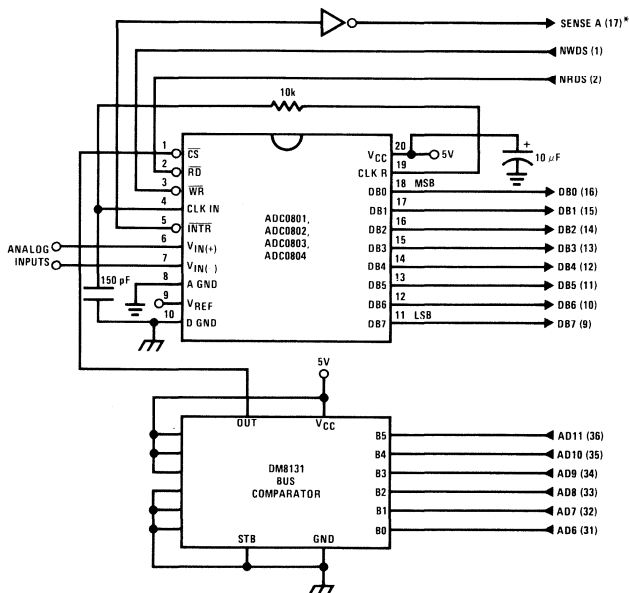 SENSE A (17)*
NWDS (1)
NRDS (2)
10k
1 CS
2 RD
3 WR
4 CLK IN
5 INTR
6 VIN(+)
7 VIN( )
8 A GND
9 VREF
10 D GND
ANALOG
INPUTS
150 pF
ADC0801,
ADC0802,
ADC0803,
ADC0804
VCC 20 5V
CLK R 19
+
10 µF
DB0 18 MSB DB0 (16)
DB1 17 DB1 (15)
DB2 16 DB2 (14)
DB3 15 DB3 (13)
DB4 14 DB4 (12)
DB5 13 DB5 (11)
DB6 12 DB6 (10)
DB7 11 LSB DB7 (9)
5V
OUT VCC
DM8131
BUS
COMPARATOR
B5 AD11 (36)
B4 AD10 (35)
B3 AD9 (34)
B2 AD8 (33)
B1 AD7 (32)
B0 AD6 (31)
STB GND